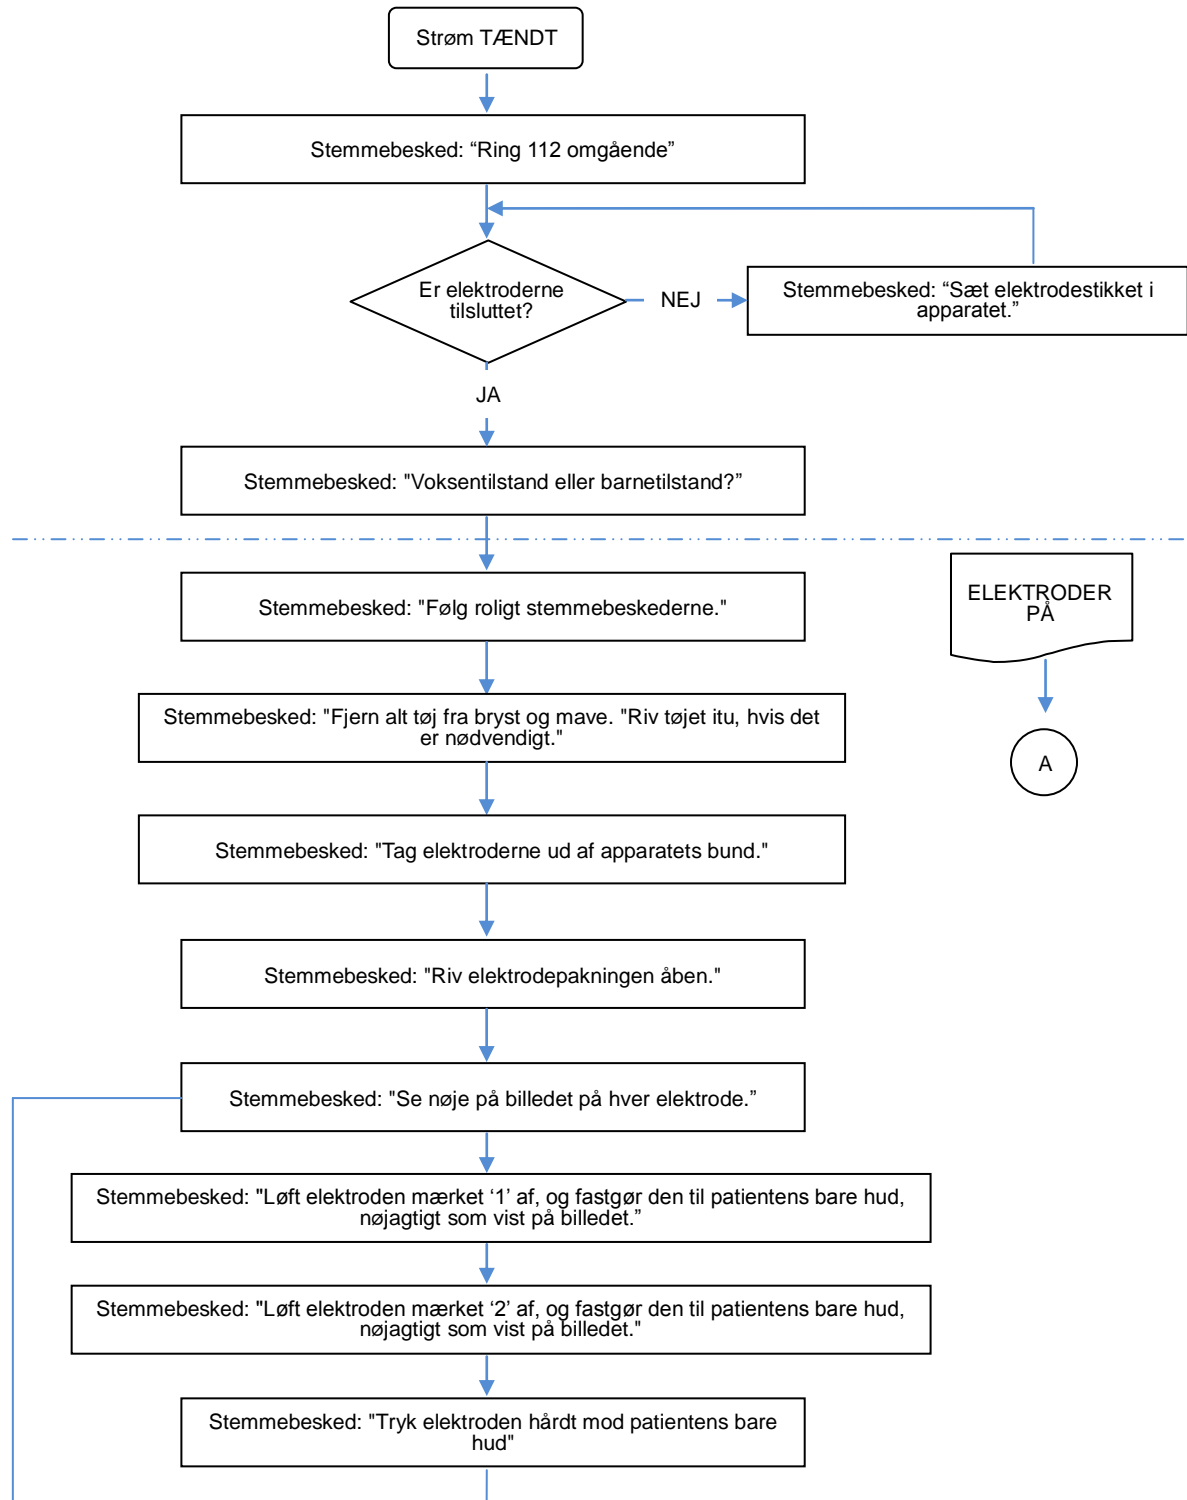 Strøm TÆNDT
Stemmebesked: “Ring 112 omgående”
Er elektroderne
tilsluttet?
NEJ
Stemmebesked: “Sæt elektrodestikket i
apparatet.”
JA
Stemmebesked: "Voksentilstand eller barnetilstand?”
Stemmebesked: "Følg roligt stemmebeskederne."
ELEKTRODER
PÅ
Stemmebesked: "Fjern alt tøj fra bryst og mave. "Riv tøjet itu, hvis det
er nødvendigt."
A
Stemmebesked: "Tag elektroderne ud af apparatets bund."
Stemmebesked: "Riv elektrodepakningen åben."
Stemmebesked: "Se nøje på billedet på hver elektrode.”
Stemmebesked: "Løft elektroden mærket ‘1’ af, og fastgør den til patientens bare hud,
nøjagtigt som vist på billedet.”
Stemmebesked: "Løft elektroden mærket ‘2’ af, og fastgør den til patientens bare hud,
nøjagtigt som vist på billedet."
Stemmebesked: "Tryk elektroden hårdt mod patientens bare
hud"